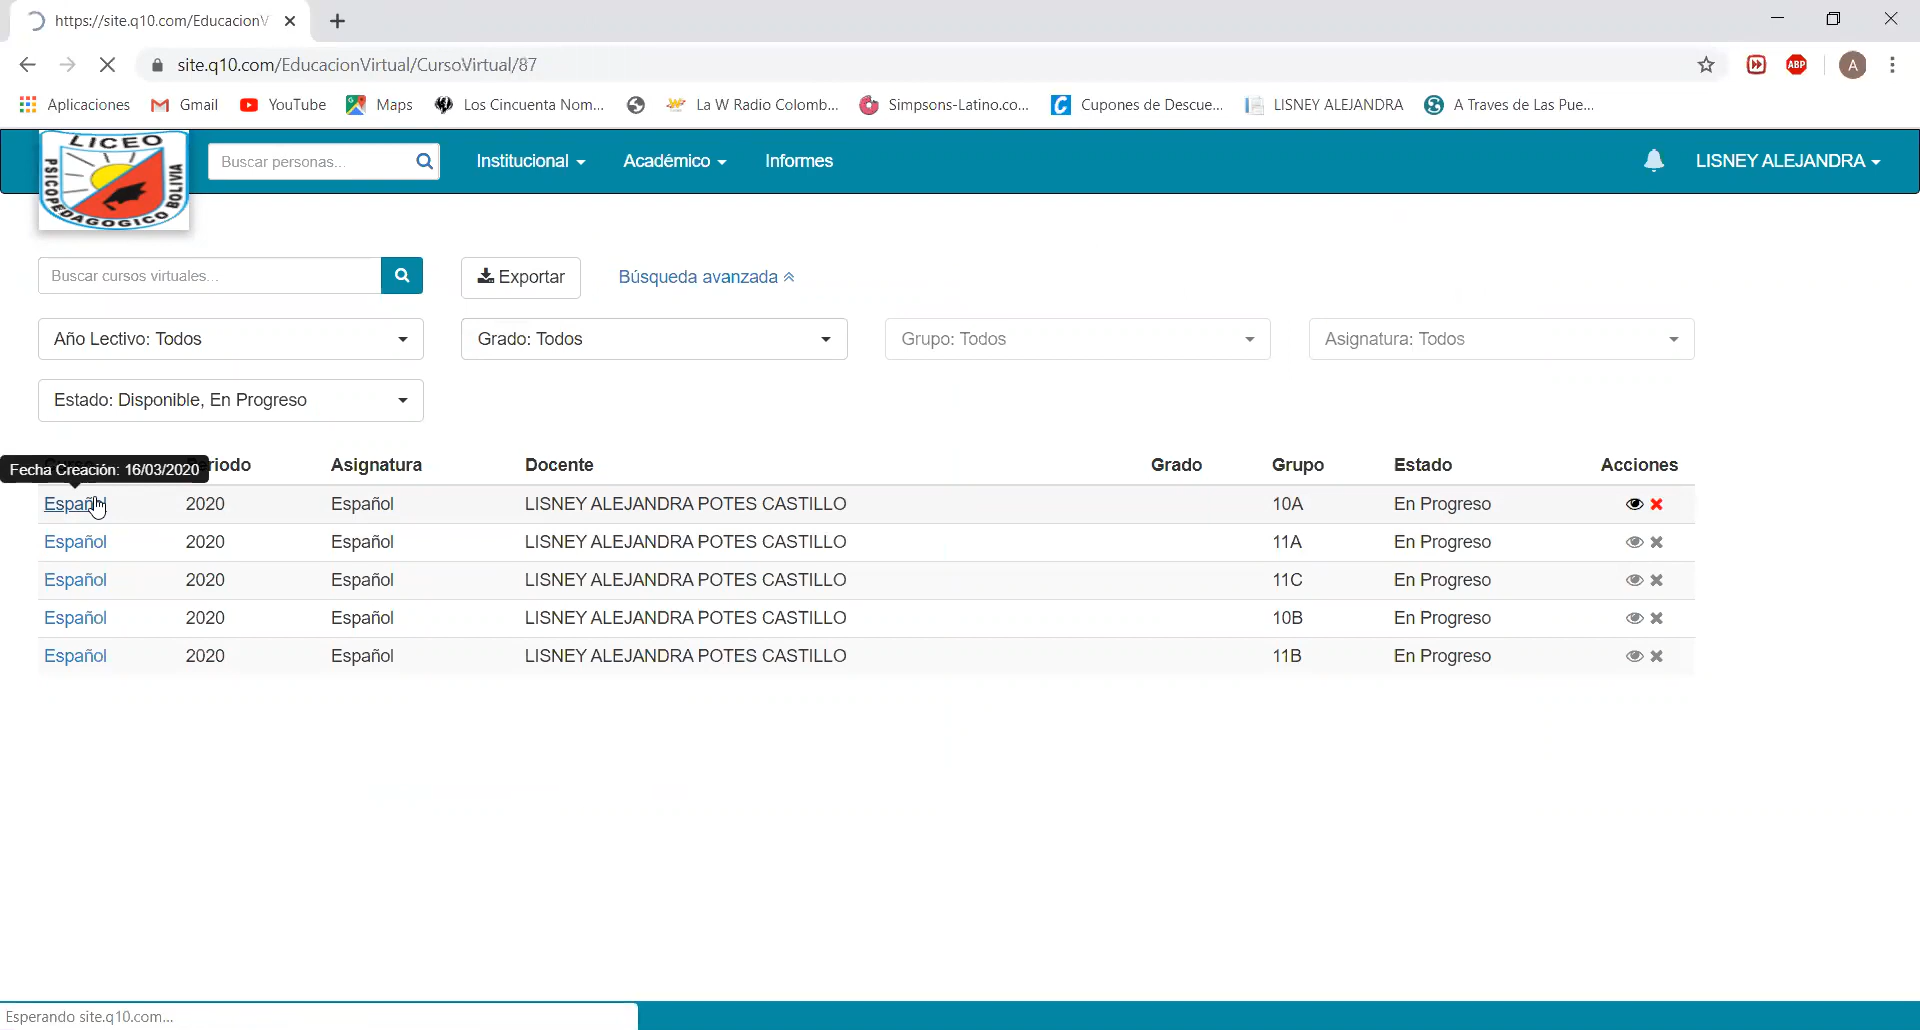 https://site.q10.com/EducacionV
site.q10.com/EducacionVirtual/CursoVirtual/87
ABP
A
Aplicaciones Gmail YouTube Maps Los Cincuenta Nom... La W Radio Colomb... Simpsons-Latino.co... Cupones de Descue... LISNEY ALEJANDRA A Traves de Las Pue...
LICEO
PSICOPEDAGOGICO BOLIVIA
Buscar personas... Institucional Académico Informes LISNEY ALEJANDRA
Buscar cursos virtuales... Exportar Búsqueda avanzada
Año Lectivo: Todos Grado: Todos Grupo: Todos Asignatura: Todos
Estado: Disponible, En Progreso
Fecha Creación: 16/03/2020
riodo Asignatura Docente Grado Grupo Estado Acciones
Español 2020 Español LISNEY ALEJANDRA POTES CASTILLO 10A En Progreso
Español 2020 Español LISNEY ALEJANDRA POTES CASTILLO 11A En Progreso
Español 2020 Español LISNEY ALEJANDRA POTES CASTILLO 11C En Progreso
Español 2020 Español LISNEY ALEJANDRA POTES CASTILLO 10B En Progreso
Español 2020 Español LISNEY ALEJANDRA POTES CASTILLO 11B En Progreso
Esperando site.q10.com...